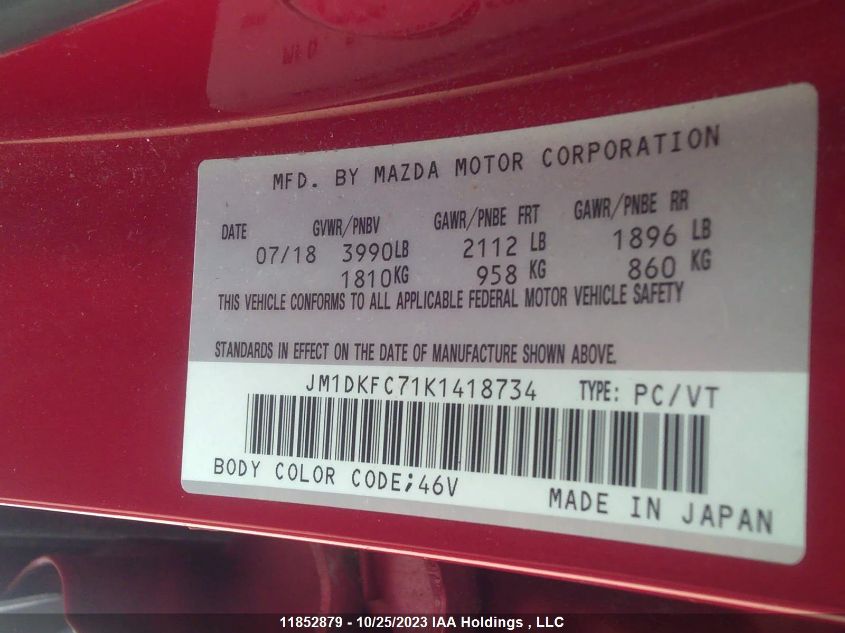 MFD. BY MAZDA MOTOR CORPORATION
DATE GVWR/PNBV GAWR/PNBE FRT GAWR/PNBE RR
07/18 3990LB 2112 LB 1896 LB
1810KG 958 KG 860 KG
THIS VEHICLE CONFORMS TO ALL APPLICABLE FEDERAL MOTOR VEHICLE SAFETY
STANDARDS IN EFFECT ON THE DATE OF MANUFACTURE SHOWN ABOVE.
JM1DKFC71K1418734 TYPE: PC/VT
BODY COLOR CODE;46V
MADE IN JAPAN
11852879 - 10/25/2023 IAA Holdings , LLC